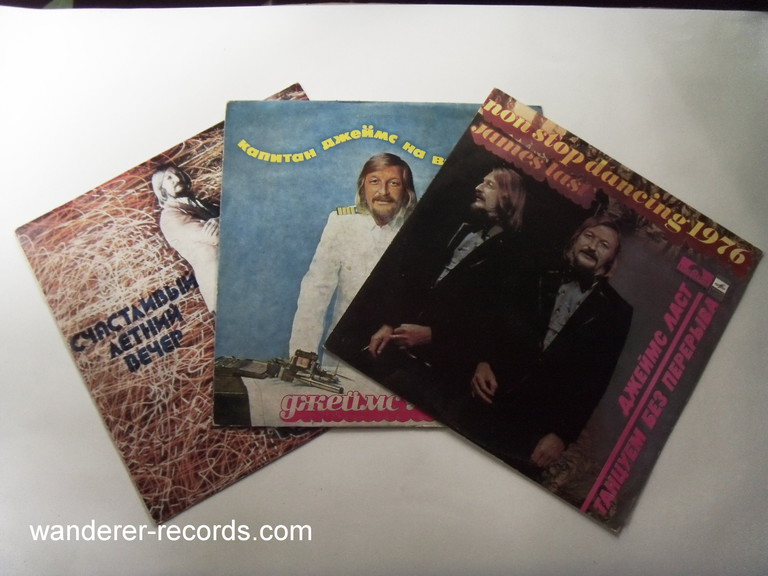 СЧАСТЛИВЫЙ
ЛЕТНИЙ
ВЕЧЕР
капитан джеймс на
джеймс
non stop dancing 1976
James las
ДЖЕЙМС ЛАСТ
ТАНЦУЕМ БЕЗ ПЕРЕРЫВА
wanderer-records.com